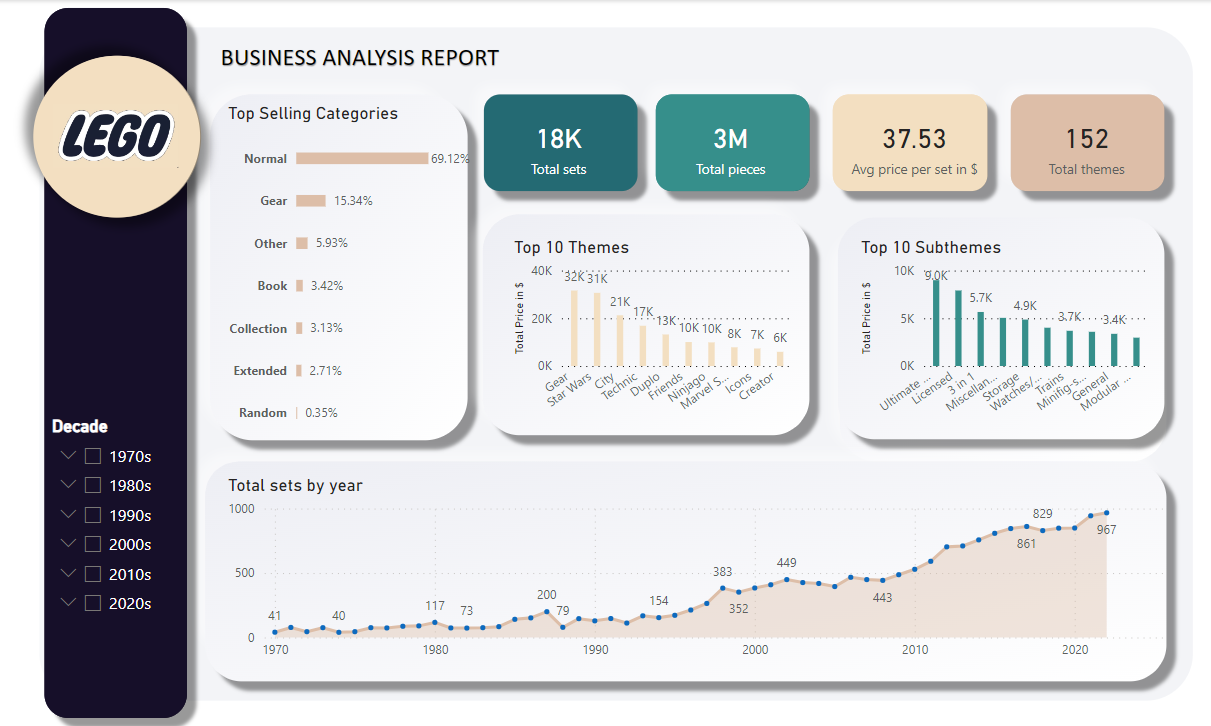 BUSINESS ANALYSIS REPORT
LEGO
Decade
1970s
1980s
1990s
2000s
2010s
2020s
Top Selling Categories
Normal 69.12%
Gear 15.34%
Other 5.93%
Book 3.42%
Collection 3.13%
Extended 2.71%
Random 0.35%
18K
Total sets
3M
Total pieces
37.53
Avg price per set in $
152
Total themes
Top 10 Themes
Total Price in $
40K
20K
0K
32K 31K 21K 17K 13K 10K 10K 8K 7K 6K
Gear
Star Wars
City
Technic
Duplo
Friends
Ninjago
Marvel S...
Icons
Creator
Top 10 Subthemes
Total Price in $
10K
5K
0K
9.0K 5.7K 4.9K 3.7K 3.4K
Ultimate ...
Licensed
3 in 1
Miscellan...
Storage
Watches/...
Trains
Minifig-s...
General
Modular ...
Total sets by year
1000
500
0
41 40 117 73 200 79 154 383 352 449 443 861 829 967
1970 1980 1990 2000 2010 2020